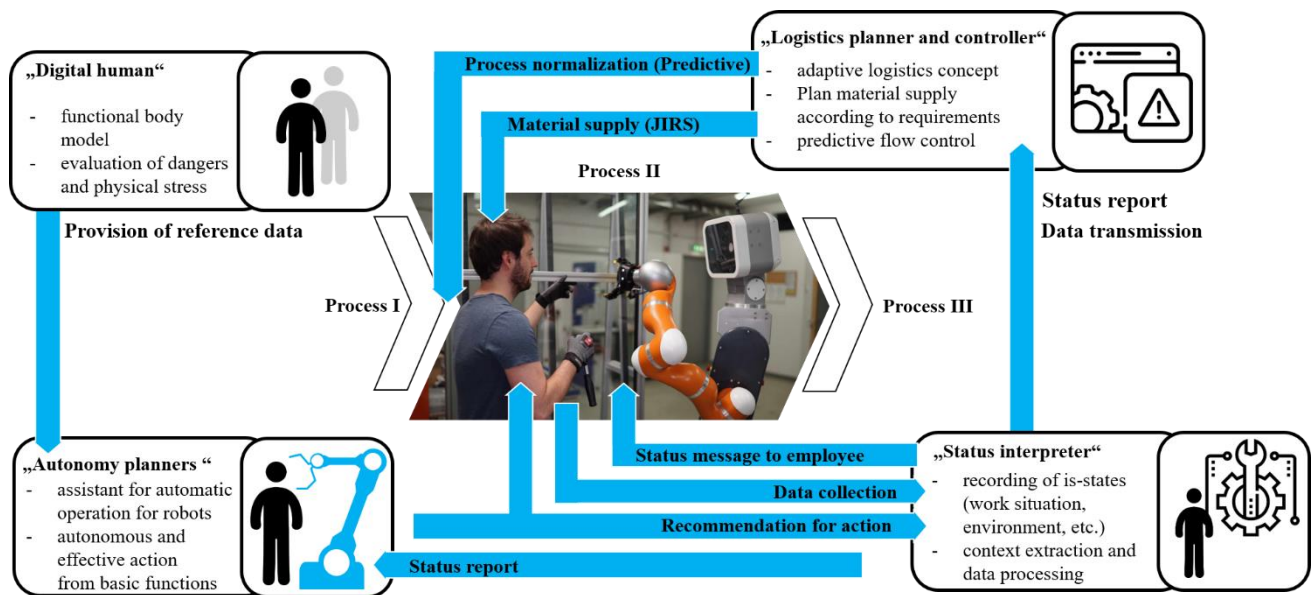 „Digital human“
- functional body
model
- evaluation of dangers
and physical stress
Provision of reference data
Process normalization (Predictive)
Material supply (JIRS)
„Logistics planner and controller“
- adaptive logistics concept
- Plan material supply
according to requirements
- predictive flow control
Status report
Data transmission
Process I
Process II
Process III
„Autonomy planners “
- assistant for automatic
operation for robots
- autonomous and
effective action
from basic functions
Status message to employee
Data collection
Recommendation for action
Status report
„Status interpreter“
- recording of is-states
(work situation,
environment, etc.)
- context extraction and
data processing